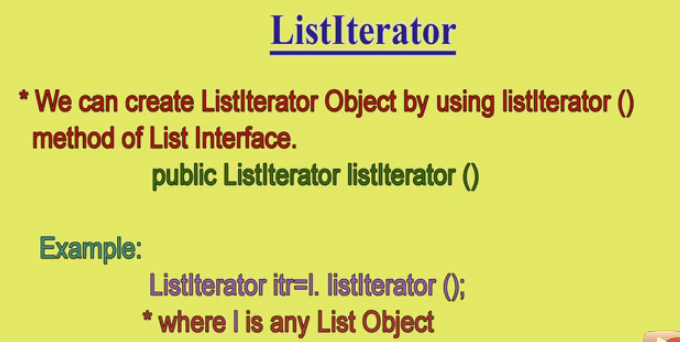 ListIterator
* We can create ListIterator Object by using listIterator ()
method of List Interface.
public ListIterator listIterator ()
Example:
ListIterator itr=l. listIterator ();
* where l is any List Object